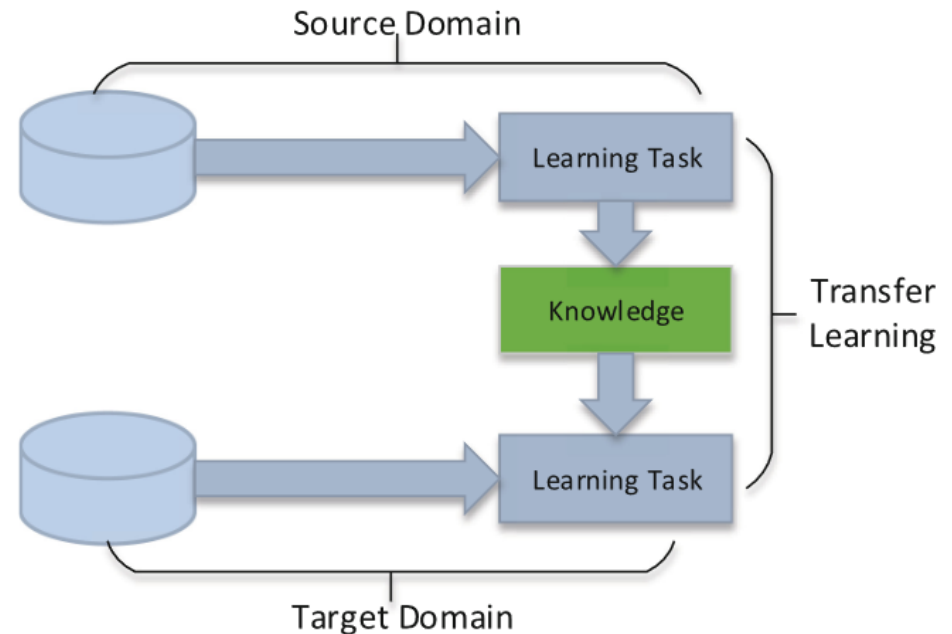 Source Domain
Learning Task
Knowledge
Transfer
Learning
Learning Task
Target Domain